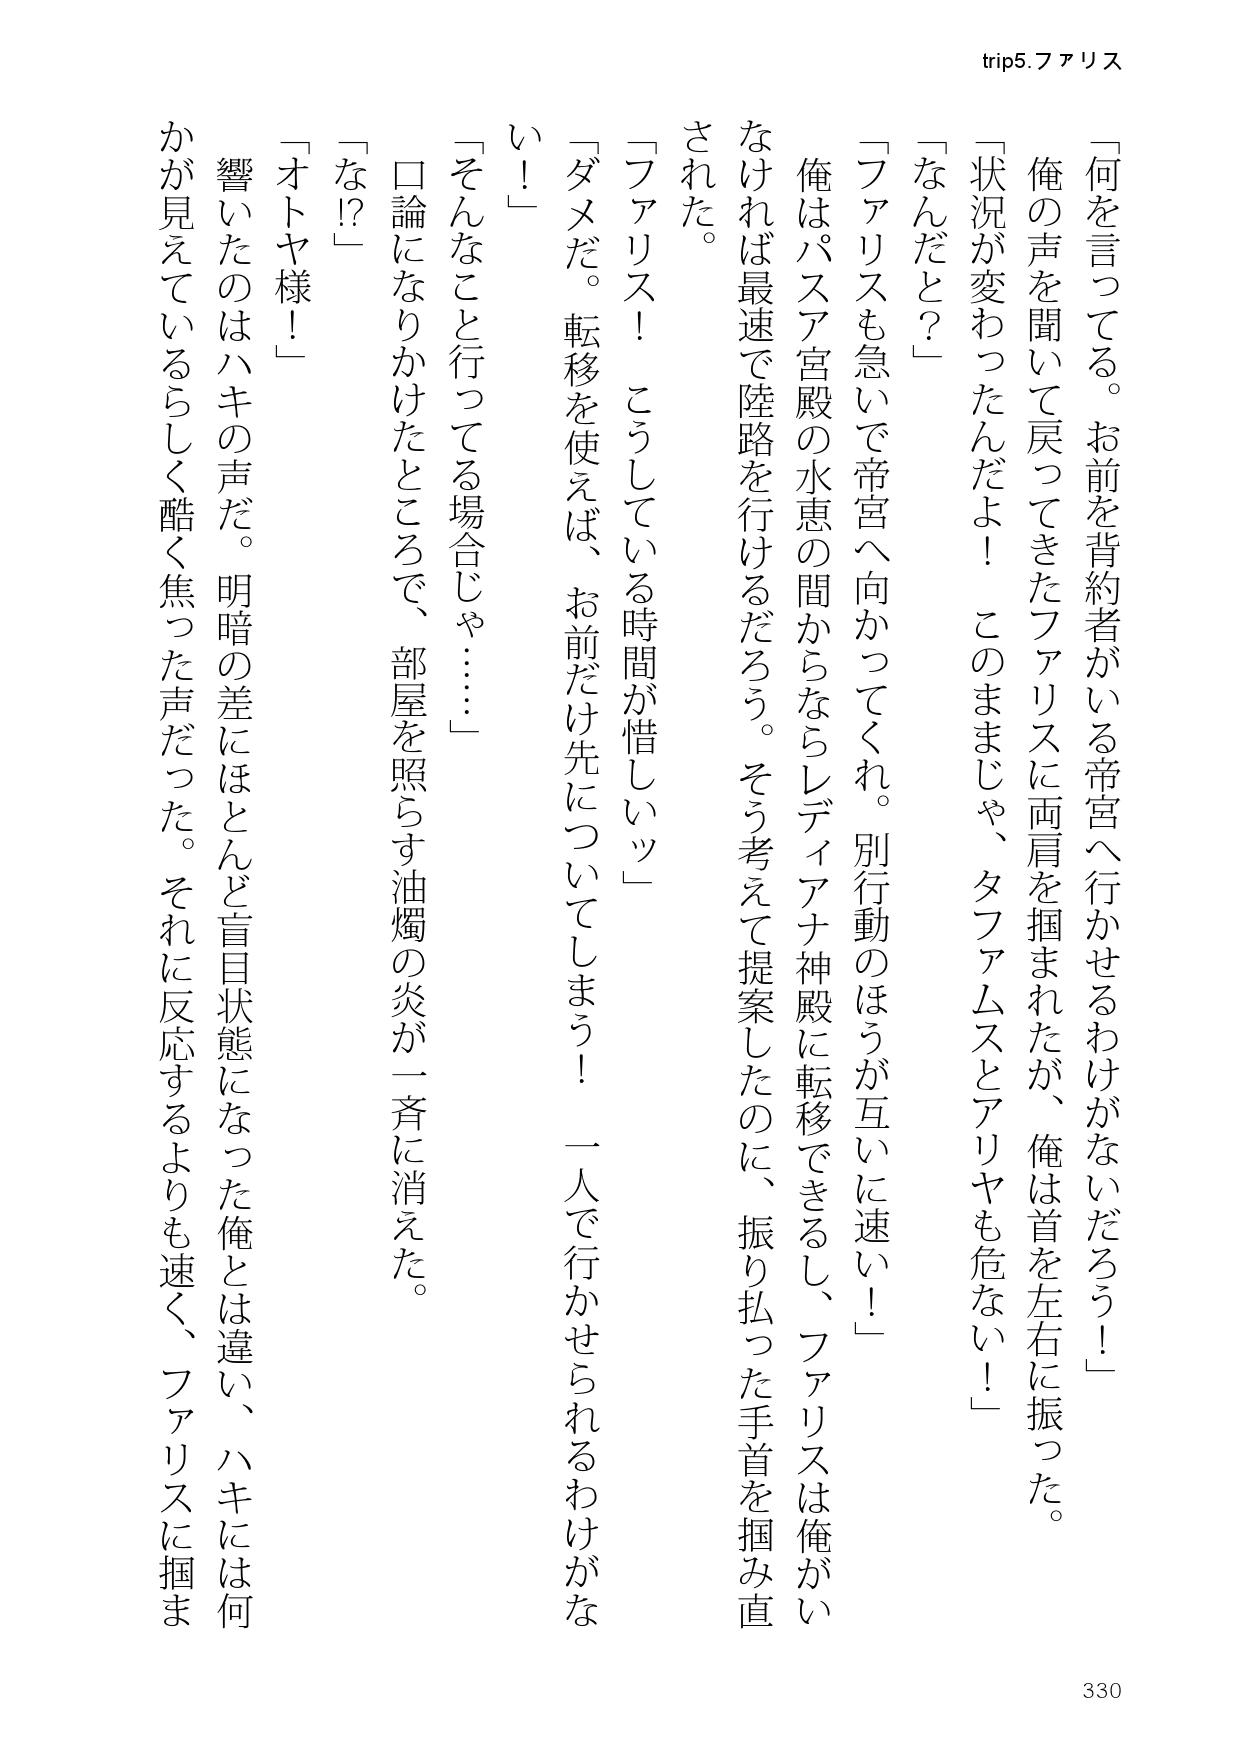 trip5.ファリス
「何を言ってる。お前を背約者がいる帝宮へ行かせるわけがないだろう！」
　俺の声を聞いて戻ってきたファリスに両肩を掴まれたが、俺は首を左右に振った。
「状況が変わったんだよ！　このままじゃ、タファムスとアリヤも危ない！」
「なんだと？」
「ファリスも急いで帝宮へ向かってくれ。別行動のほうが互いに速い！」
　俺はパスア宮殿の水恵の間からならレディアナ神殿に転移できるし、ファリスは俺がい
なければ最速で陸路を行けるだろう。そう考えて提案したのに、振り払った手首を掴み直
された。
「ファリス！　こうしている時間が惜しいッ」
「ダメだ。転移を使えば、お前だけ先についてしまう！　一人で行かせられるわけがな
い！」
「そんなこと行ってる場合じゃ……」
　口論になりかけたところで、部屋を照らす油燭の炎が一斉に消えた。
「な!?」
「オトヤ様！」
　響いたのはハキの声だ。明暗の差にほとんど盲目状態になった俺とは違い、ハキには何
かが見えているらしく酷く焦った声だった。それに反応するよりも速く、ファリスに掴ま
330